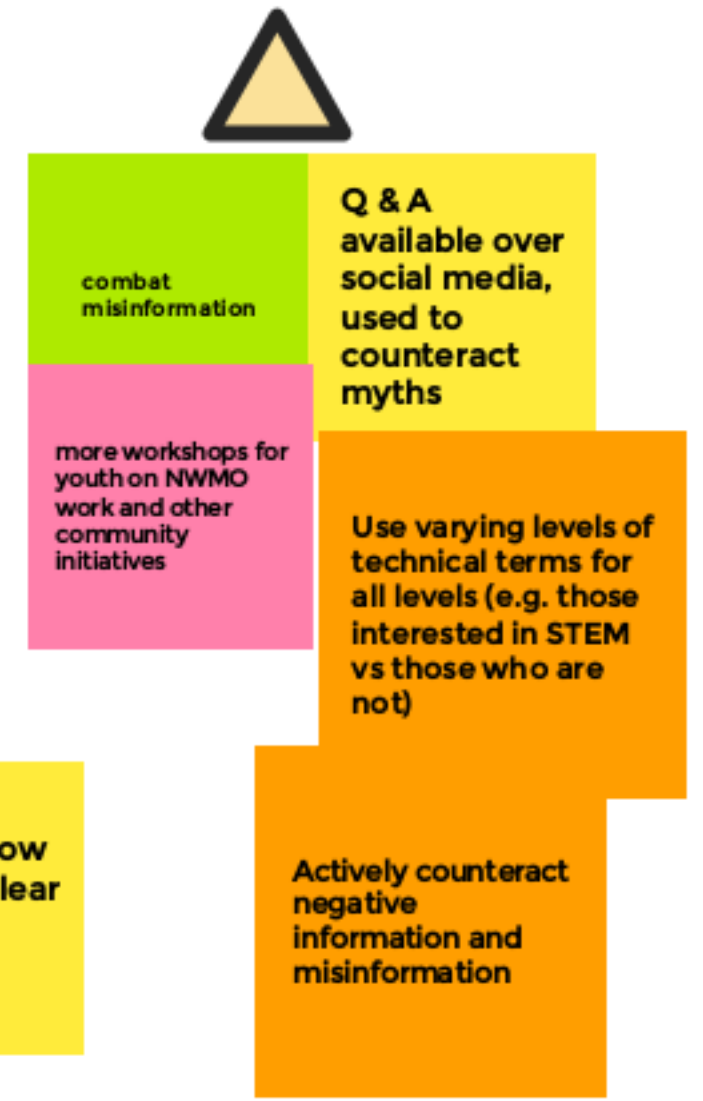 combat
misinformation
Q & A
available over
social media,
used to
counteract
myths
more workshops for
youth on NWMO
work and other
community
initiatives
Use varying levels of
technical terms for
all levels (e.g. those
interested in STEM
vs those who are
not)
Actively counteract
negative
information and
misinformation